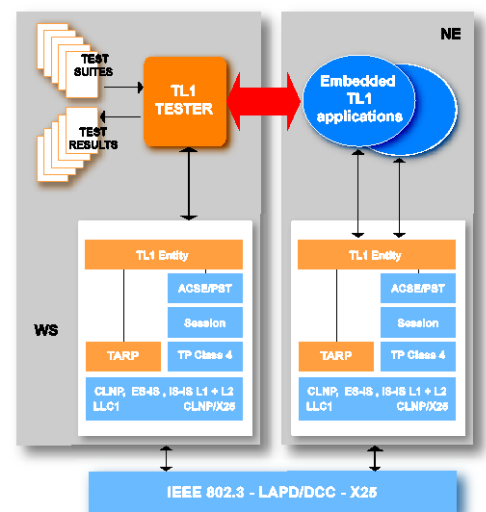 NE
TEST
SUITES
TL1
TESTER
Embedded
TL1
applications
TEST
RESULTS
WS
TL1 Entity
ACSE/PST
Session
TARP
TP Class 4
CLNP, ES-IS , IS-IS L1 + L2
LLC1 CLNP/X25
TL1 Entity
ACSE/PST
Session
TARP
TP Class 4
CLNP, ES-IS , IS-IS L1 + L2
LLC1 CLNP/X25
IEEE 802.3 - LAPD/DCC - X25